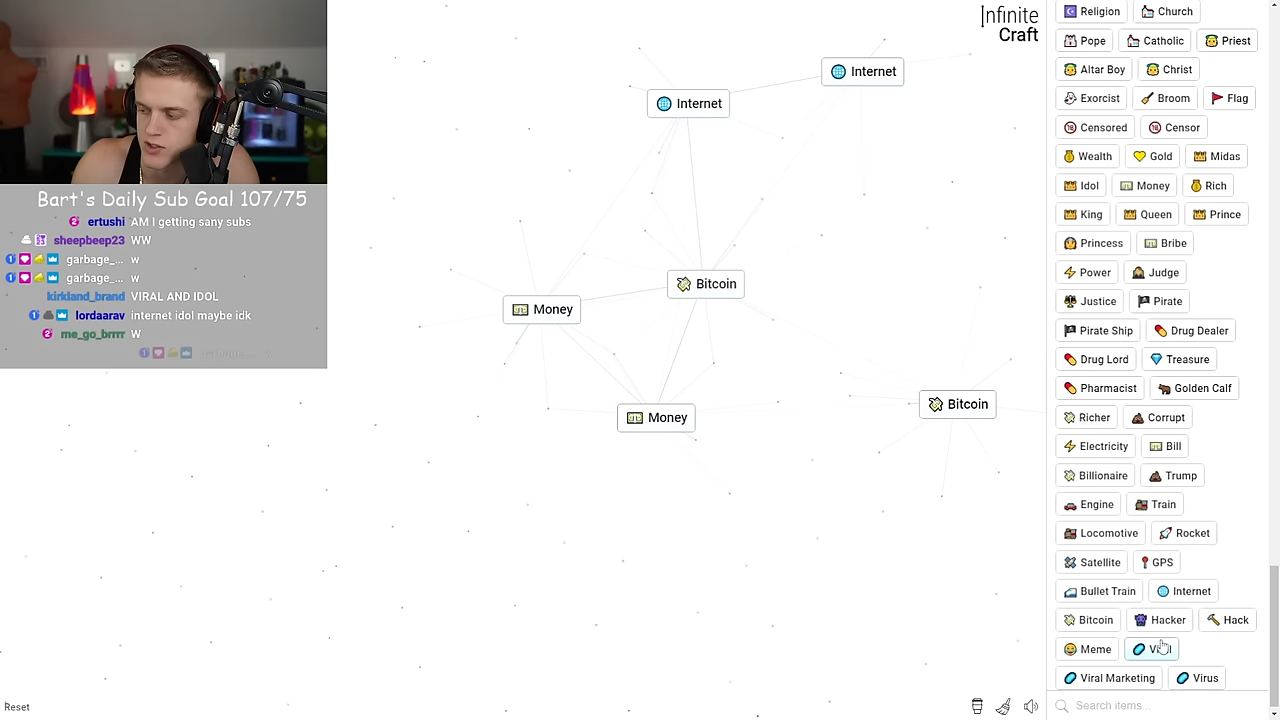 Infinite
Craft
Internet
Internet
Bitcoin
Money
Money
Bitcoin
Bart's Daily Sub Goal 107/75
ertushi AM I getting sany subs
sheepbeep23 WW
garbage_... w
garbage_... w
kirkland_brand VIRAL AND IDOL
lordaarav internet idol maybe idk
me_go_brrrr W
Religion Church
Pope Catholic Priest
Altar Boy Christ
Exorcist Broom Flag
Censored Censor
Wealth Gold Midas
Idol Money Rich
King Queen Prince
Princess Bribe
Power Judge
Justice Pirate
Pirate Ship Drug Dealer
Drug Lord Treasure
Pharmacist Golden Calf
Richer Corrupt
Electricity Bill
Billionaire Trump
Engine Train
Locomotive Rocket
Satellite GPS
Bullet Train Internet
Bitcoin Hacker Hack
Meme
Viral Marketing Virus
Search items...
Reset